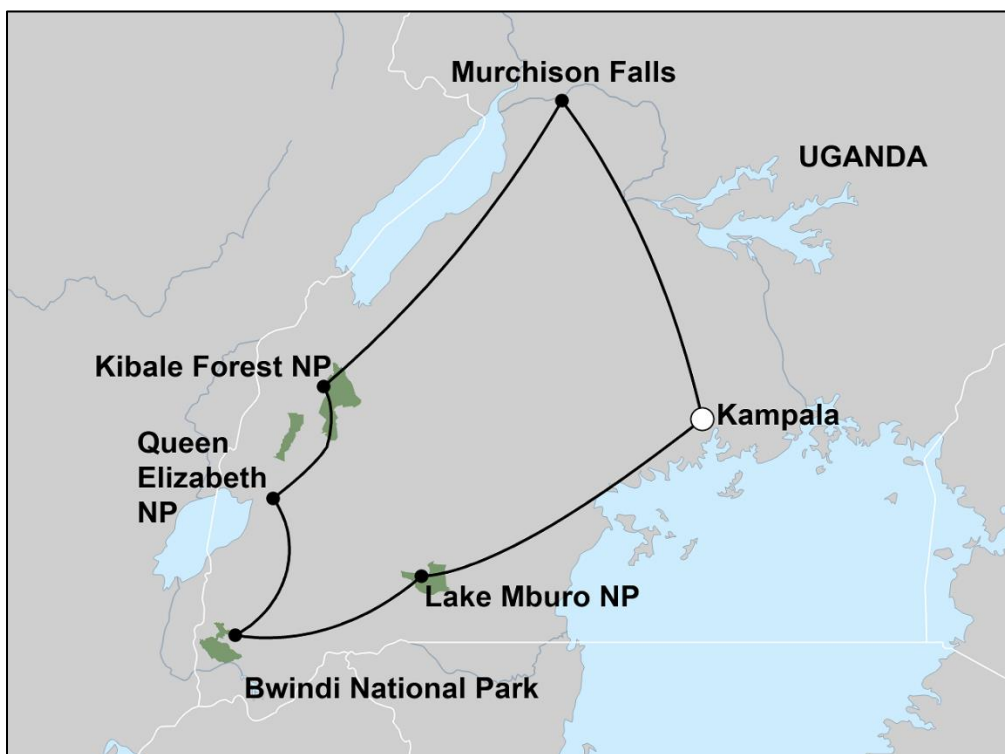 Murchison Falls
UGANDA
Kibale Forest NP
Kampala
Queen
Elizabeth
NP
Lake Mburo NP
Bwindi National Park